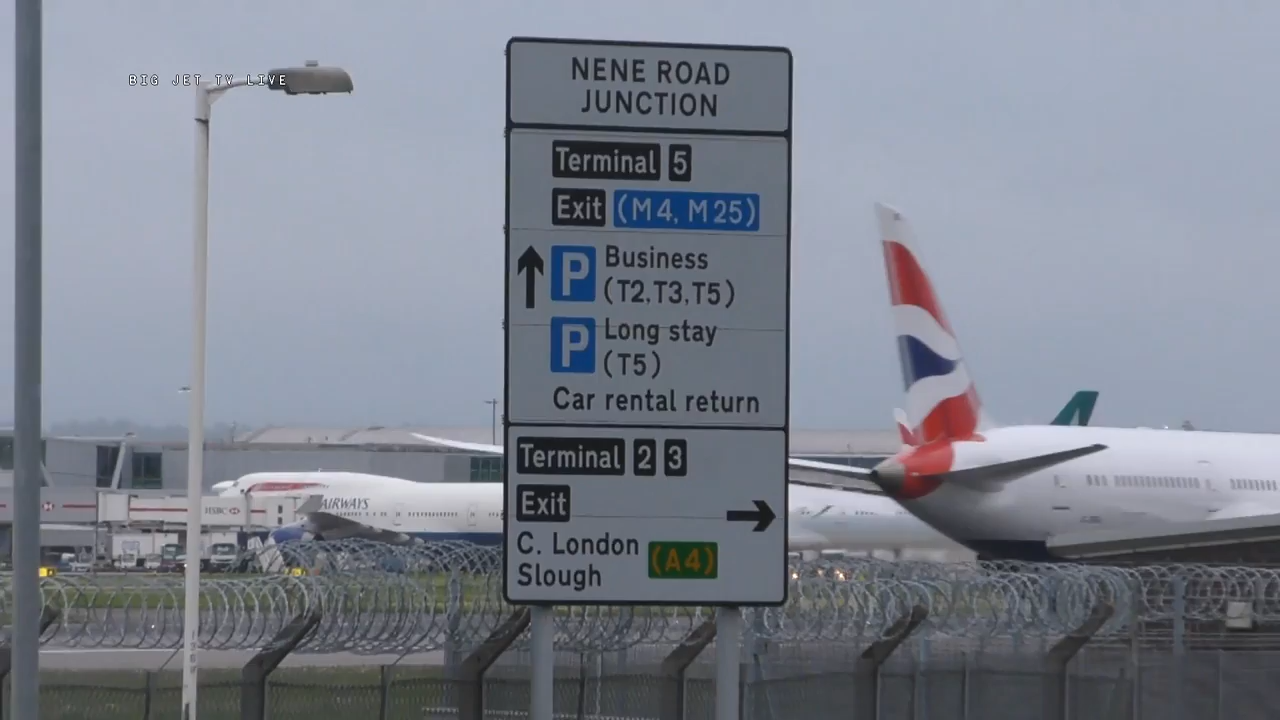 BIG JET TV LIVE
NENE ROAD
JUNCTION
Terminal 5
Exit (M4, M25)
P Business
(T2,T3,T5)
P Long stay
(T5)
Car rental return
Terminal 2 3
Exit
C. London (A4)
Slough
AIRWAYS
HSBC